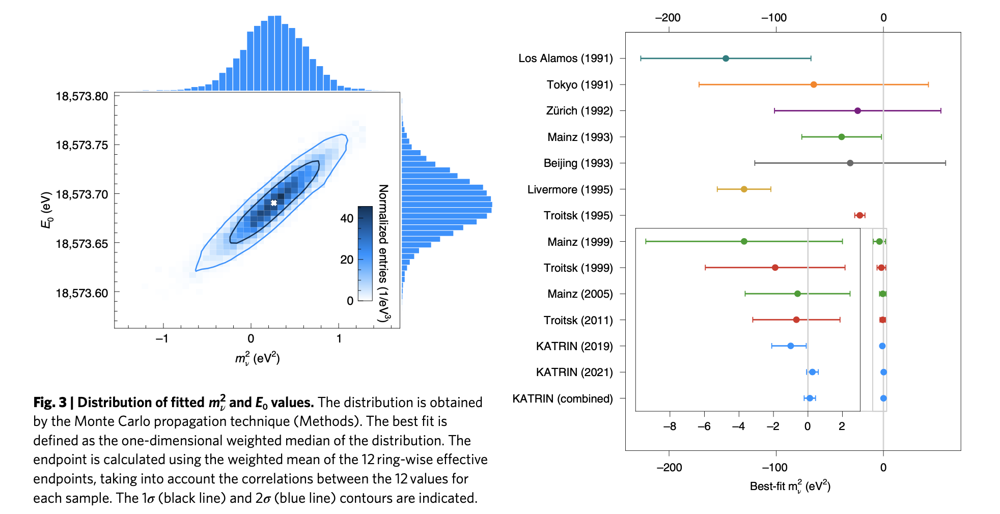 18,573.80
18,573.75
18,573.70
18,573.65
18,573.60
E₀ (eV)
−1
0
1
m²ᵥ (eV²)
40
20
0
Normalized entries (1/eV³)
Fig. 3 | Distribution of fitted m²ᵥ and E₀ values. The distribution is obtained
by the Monte Carlo propagation technique (Methods). The best fit is
defined as the one-dimensional weighted median of the distribution. The
endpoint is calculated using the weighted mean of the 12 ring-wise effective
endpoints, taking into account the correlations between the 12 values for
each sample. The 1σ (black line) and 2σ (blue line) contours are indicated.
−200
−100
0
Los Alamos (1991)
Tokyo (1991)
Zürich (1992)
Mainz (1993)
Beijing (1993)
Livermore (1995)
Troitsk (1995)
Mainz (1999)
Troitsk (1999)
Mainz (2005)
Troitsk (2011)
KATRIN (2019)
KATRIN (2021)
KATRIN (combined)
−8
−6
−4
−2
0
2
−200
−100
0
Best-fit m²ᵥ (eV²)